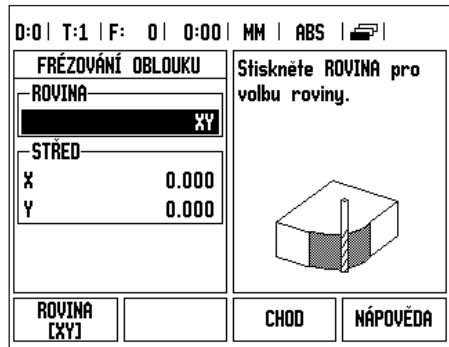 D:0 | T:1 | F: 0 | 0:00 | MM | ABS |
FRÉZOVÁNÍ OBLOUKU
ROVINA
XY
STŘED
X 0.000
Y 0.000
Stiskněte ROVINA pro
volbu roviny.
ROVINA
[XY]
CHOD
NÁPOVĚDA